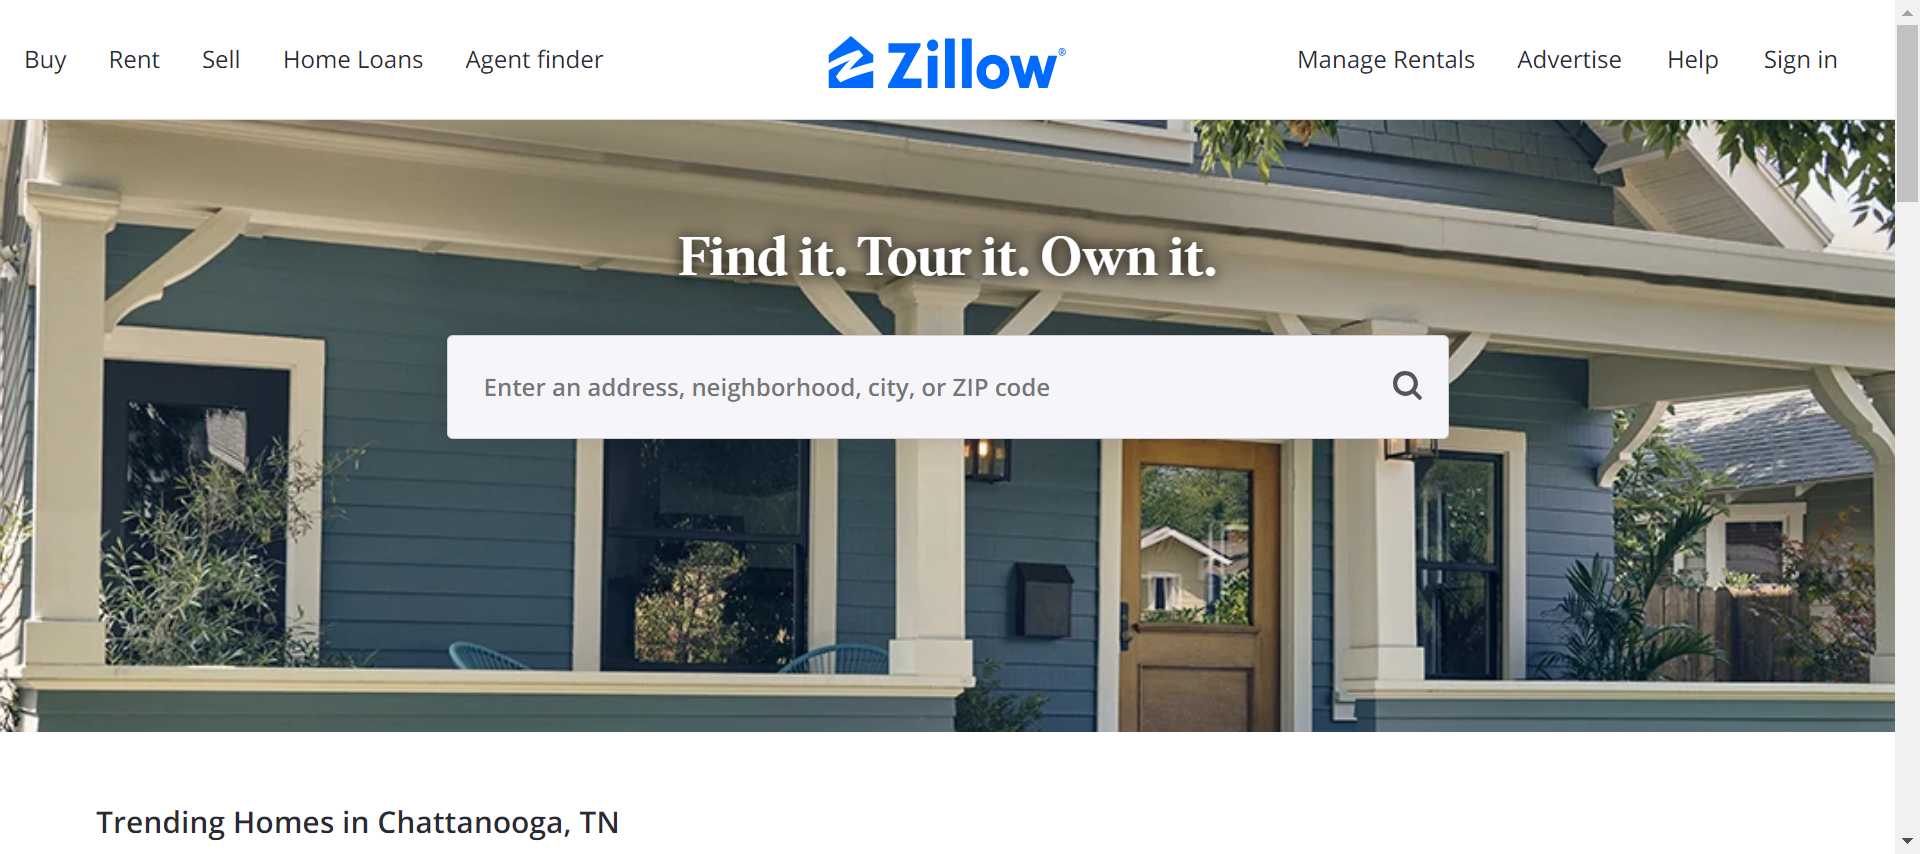 Buy Rent Sell Home Loans Agent finder Zillow® Manage Rentals Advertise Help Sign in
Find it. Tour it. Own it.
Enter an address, neighborhood, city, or ZIP code
Trending Homes in Chattanooga, TN